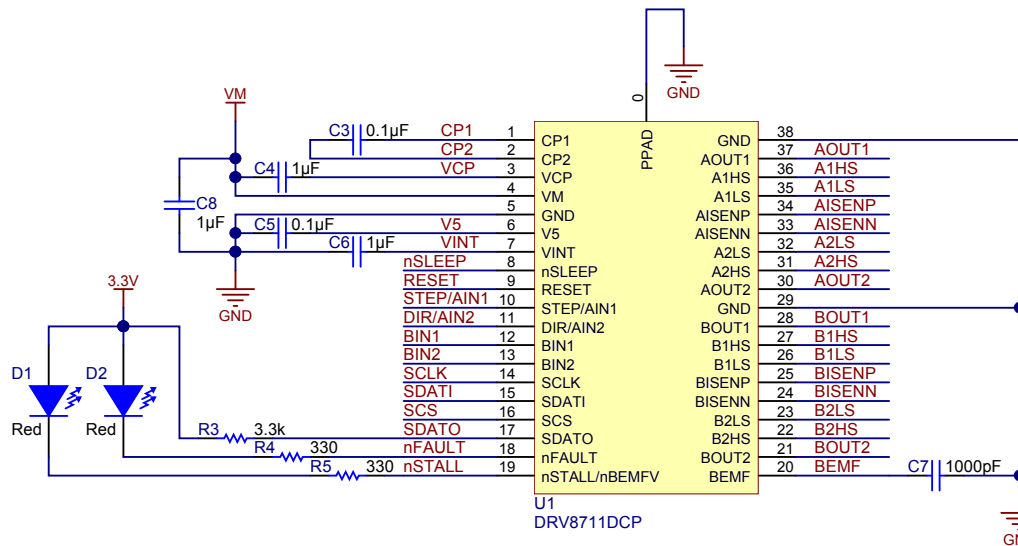 GND
VM
C3 0.1µF CP1 1 CP1 GND 38
CP2 2 CP2 AOUT1 37 AOUT1
C4 1µF VCP 3 VCP A1HS 36 A1HS
4 VM A1LS 35 A1LS
C8 1µF
5 GND AISENP 34 AISENP
C5 0.1µF V5 6 V5 AISENN 33 AISENN
C6 1µF VINT 7 VINT A2LS 32 A2LS
nSLEEP 8 nSLEEP A2HS 31 A2HS
RESET 9 RESET AOUT2 30 AOUT2
STEP/AIN1 10 STEP/AIN1 GND 29
DIR/AIN2 11 DIR/AIN2 BOUT1 28 BOUT1
BIN1 12 BIN1 B1HS 27 B1HS
BIN2 13 BIN2 B1LS 26 B1LS
SCLK 14 SCLK BISENP 25 BISENP
SDATI 15 SDATI BISENN 24 BISENN
SCS 16 SCS B2LS 23 B2LS
R3 3.3k SDATO 17 SDATO B2HS 22 B2HS
R4 330 nFAULT 18 nFAULT BOUT2 21 BOUT2
R5 330 nSTALL 19 nSTALL/nBEMFV BEMF 20 BEMF C7 1000pF
0 PPAD
GND
3.3V
D1 D2
Red Red
U1
DRV8711DCP